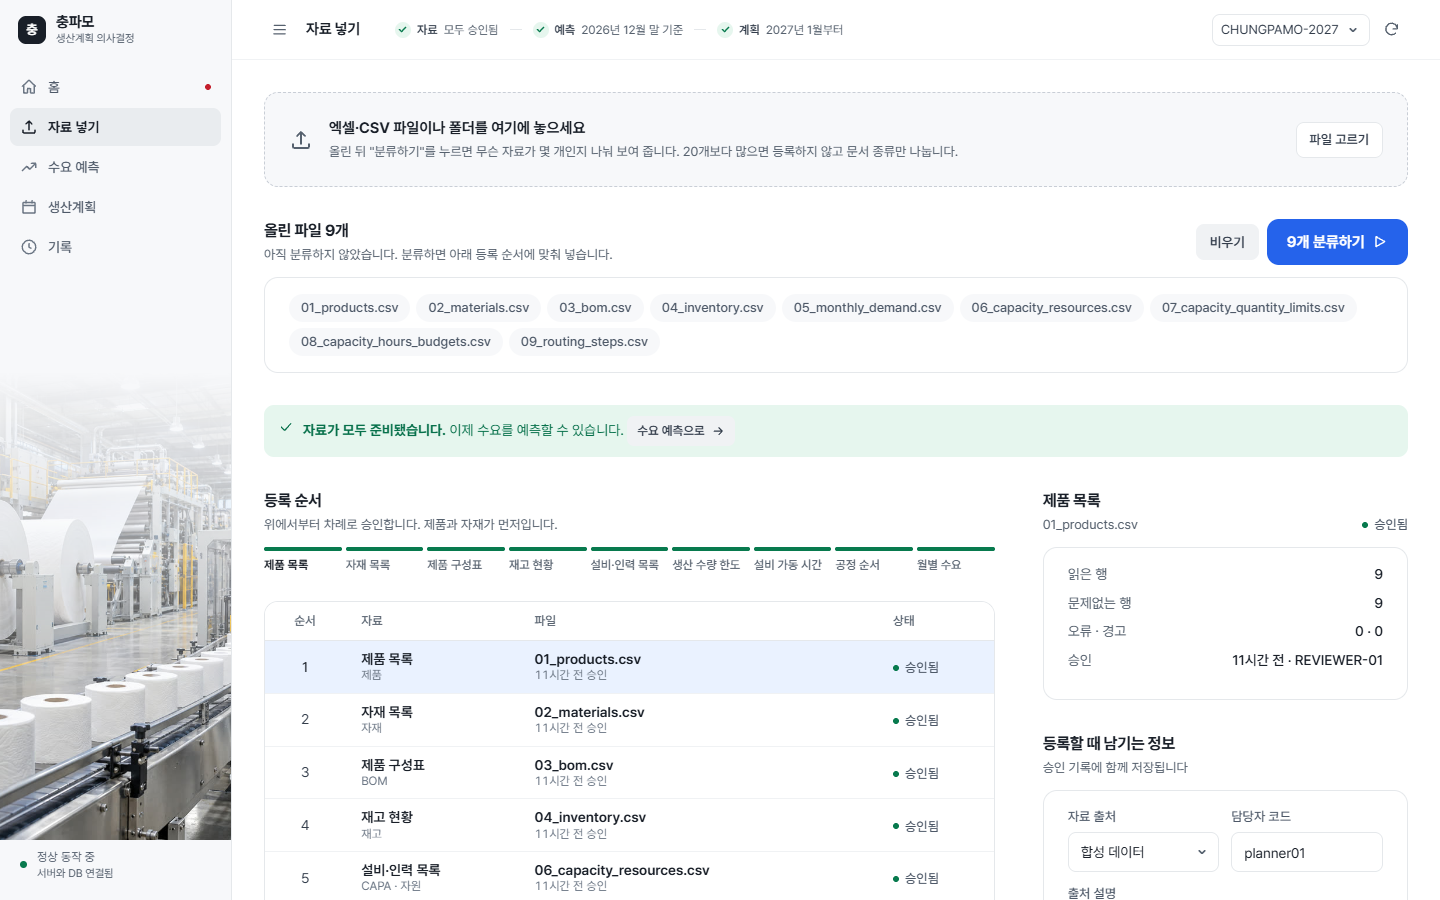 충
충파모
생산계획 의사결정
홈
자료 넣기
수요 예측
생산계획
기록
정상 동작 중
서버와 DB 연결됨
자료 넣기
자료 모두 승인됨
예측 2026년 12월 말 기준
계획 2027년 1월부터
CHUNGPAMO-2027
엑셀·CSV 파일이나 폴더를 여기에 놓으세요
올린 뒤 "분류하기"를 누르면 무슨 자료가 몇 개인지 나눠 보여 줍니다. 20개보다 많으면 등록하지 않고 문서 종류만 나눕니다.
파일 고르기
올린 파일 9개
아직 분류하지 않았습니다. 분류하면 아래 등록 순서에 맞춰 넣습니다.
비우기
9개 분류하기
01_products.csv
02_materials.csv
03_bom.csv
04_inventory.csv
05_monthly_demand.csv
06_capacity_resources.csv
07_capacity_quantity_limits.csv
08_capacity_hours_budgets.csv
09_routing_steps.csv
자료가 모두 준비됐습니다. 이제 수요를 예측할 수 있습니다.
수요 예측으로
등록 순서
위에서부터 차례로 승인합니다. 제품과 자재가 먼저입니다.
제품 목록
자재 목록
제품 구성표
재고 현황
설비·인력 목록
생산 수량 한도
설비 가동 시간
공정 순서
월별 수요
순서 자료 파일 상태
1 제품 목록 01_products.csv 승인됨
제품 11시간 전 승인
2 자재 목록 02_materials.csv 승인됨
자재 11시간 전 승인
3 제품 구성표 03_bom.csv 승인됨
BOM 11시간 전 승인
4 재고 현황 04_inventory.csv 승인됨
재고 11시간 전 승인
5 설비·인력 목록 06_capacity_resources.csv 승인됨
CAPA · 자원 11시간 전 승인
제품 목록
01_products.csv 승인됨
읽은 행 9
문제없는 행 9
오류 · 경고 0 · 0
승인 11시간 전 · REVIEWER-01
등록할 때 남기는 정보
승인 기록에 함께 저장됩니다
자료 출처 담당자 코드
합성 데이터 planner01
출처 설명